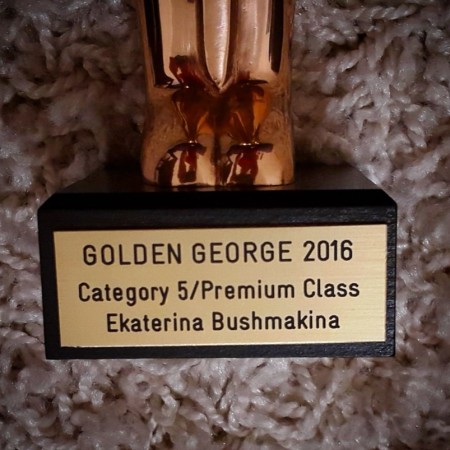 GOLDEN GEORGE 2016
Category 5/Premium Class
Ekaterina Bushmakina